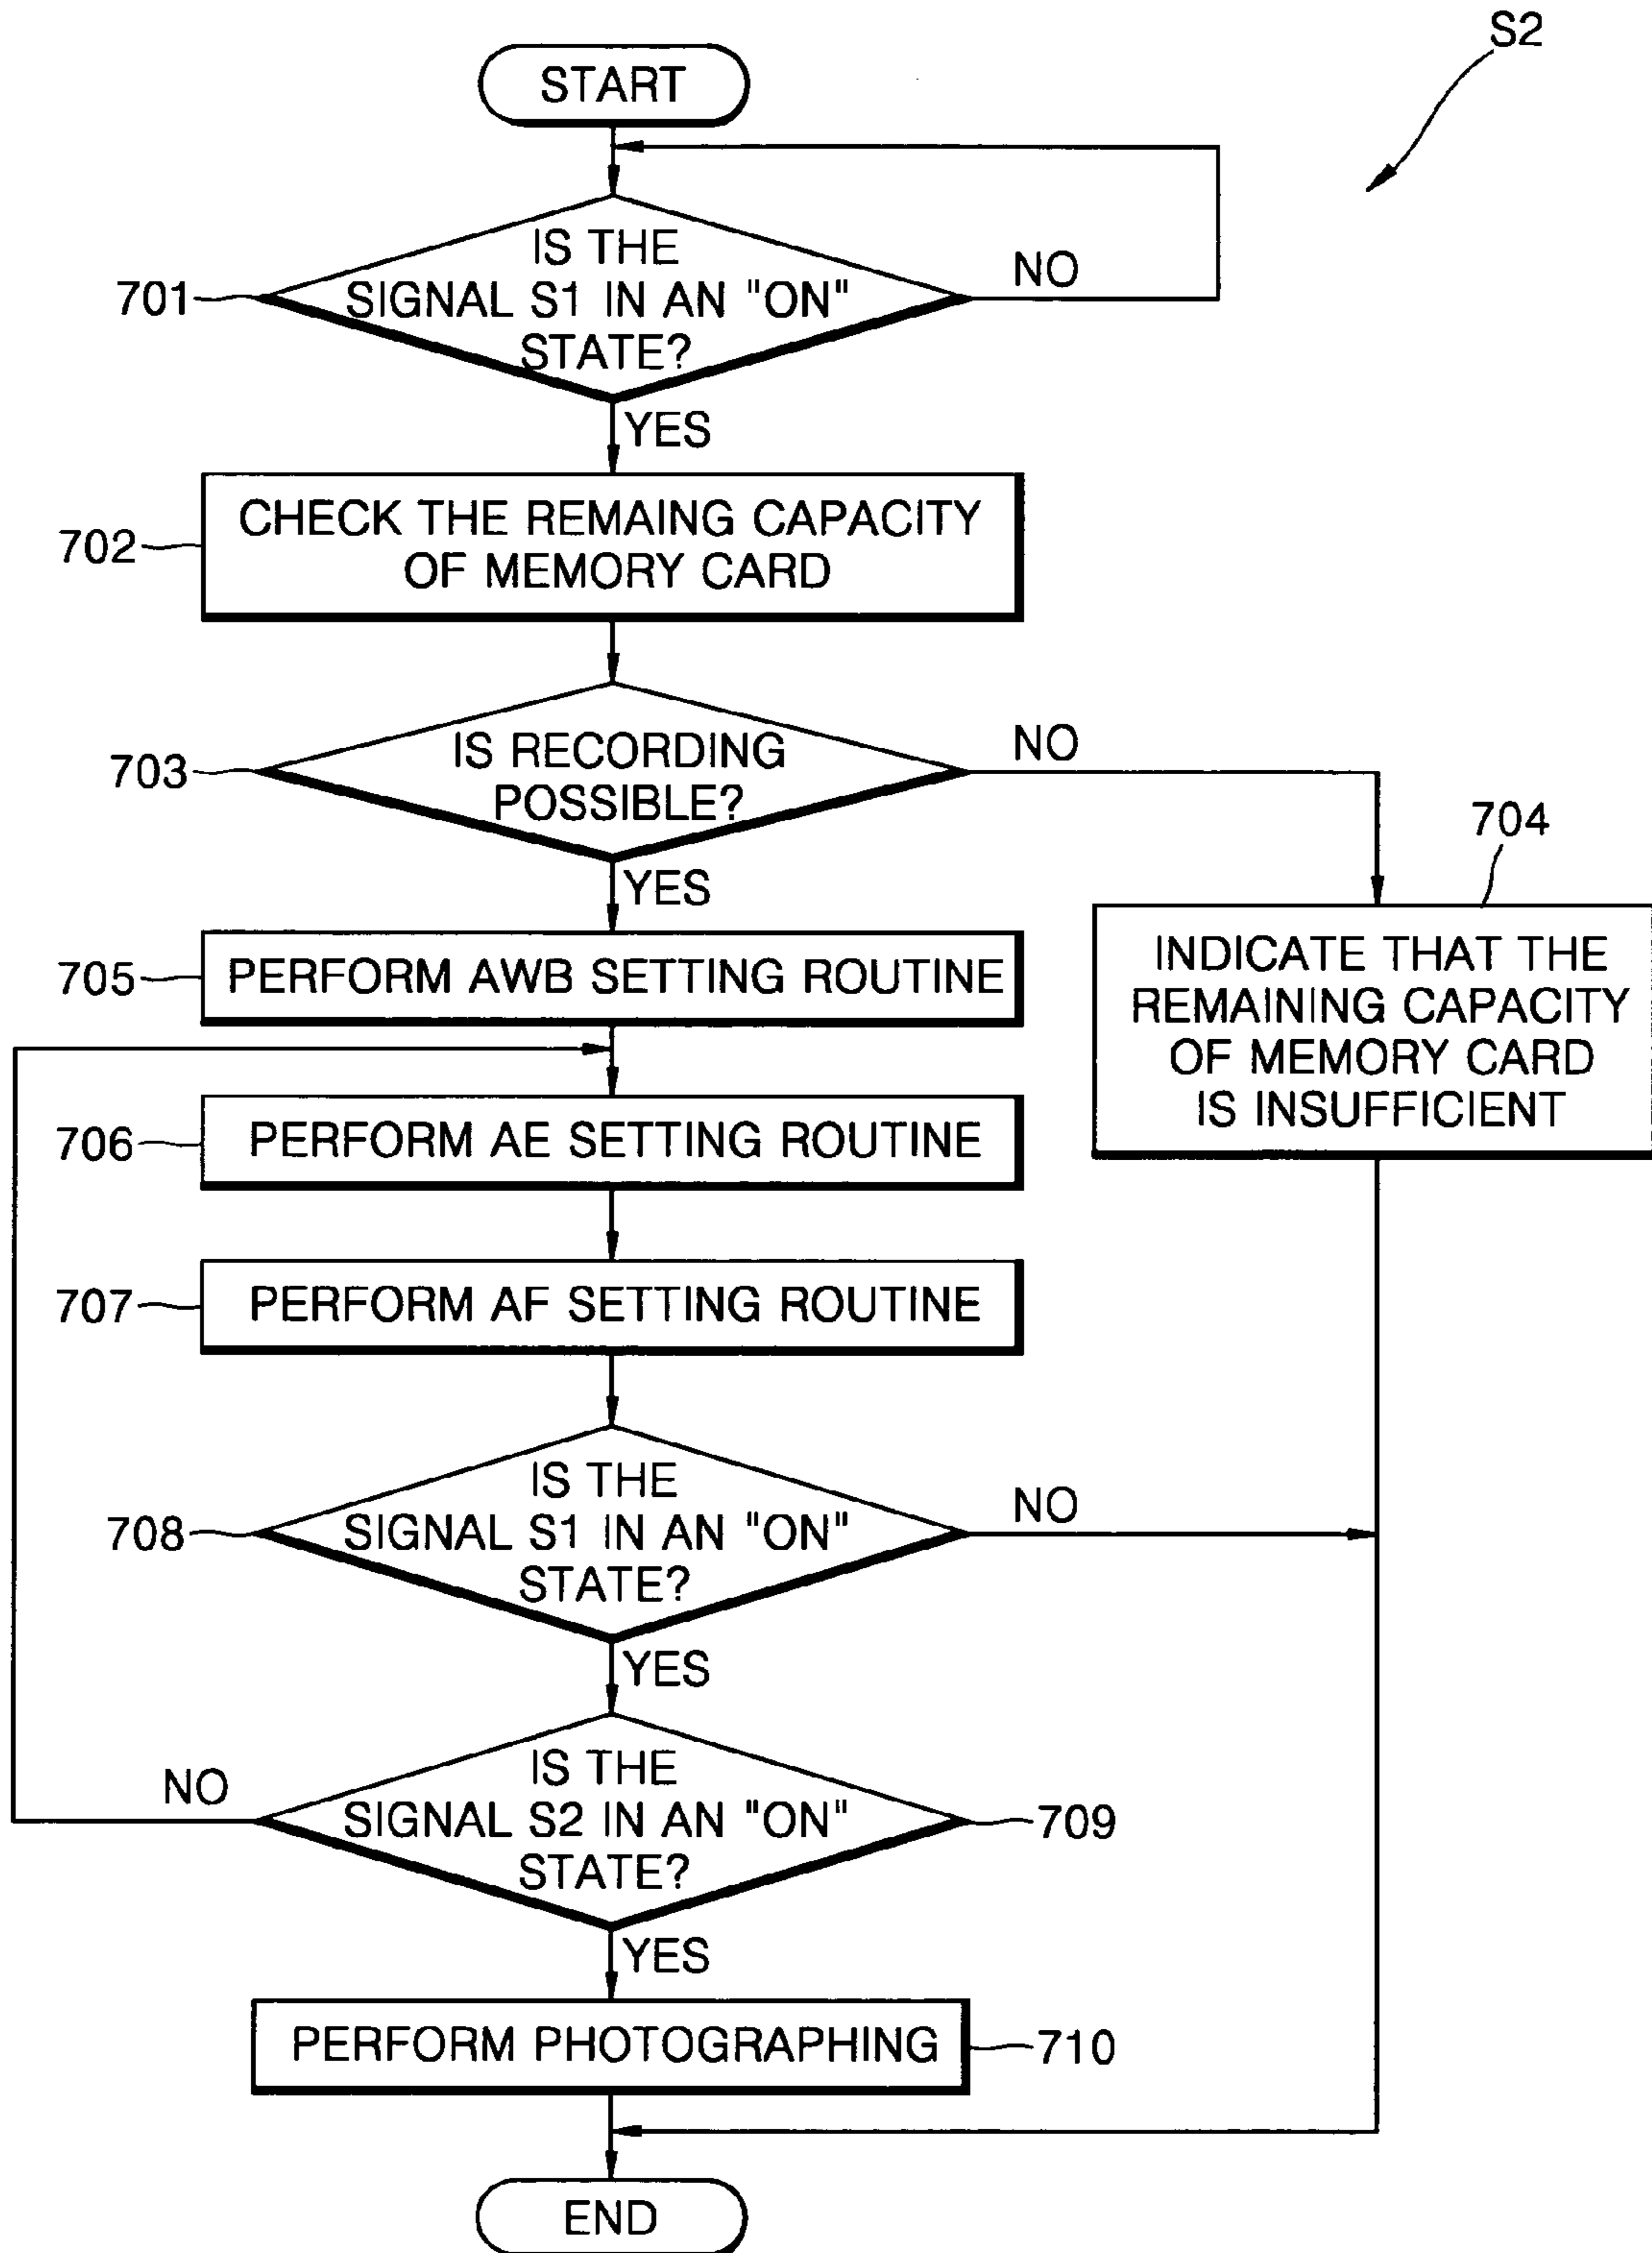 S2
START
IS THE
SIGNAL S1 IN AN "ON"
STATE?
701
NO
YES
CHECK THE REMAING CAPACITY
OF MEMORY CARD
702
IS RECORDING
POSSIBLE?
703
NO
YES
704
INDICATE THAT THE
REMAINING CAPACITY
OF MEMORY CARD
IS INSUFFICIENT
705
PERFORM AWB SETTING ROUTINE
706
PERFORM AE SETTING ROUTINE
707
PERFORM AF SETTING ROUTINE
IS THE
SIGNAL S1 IN AN "ON"
STATE?
708
NO
YES
IS THE
SIGNAL S2 IN AN "ON"
STATE?
NO
709
YES
PERFORM PHOTOGRAPHING
710
END